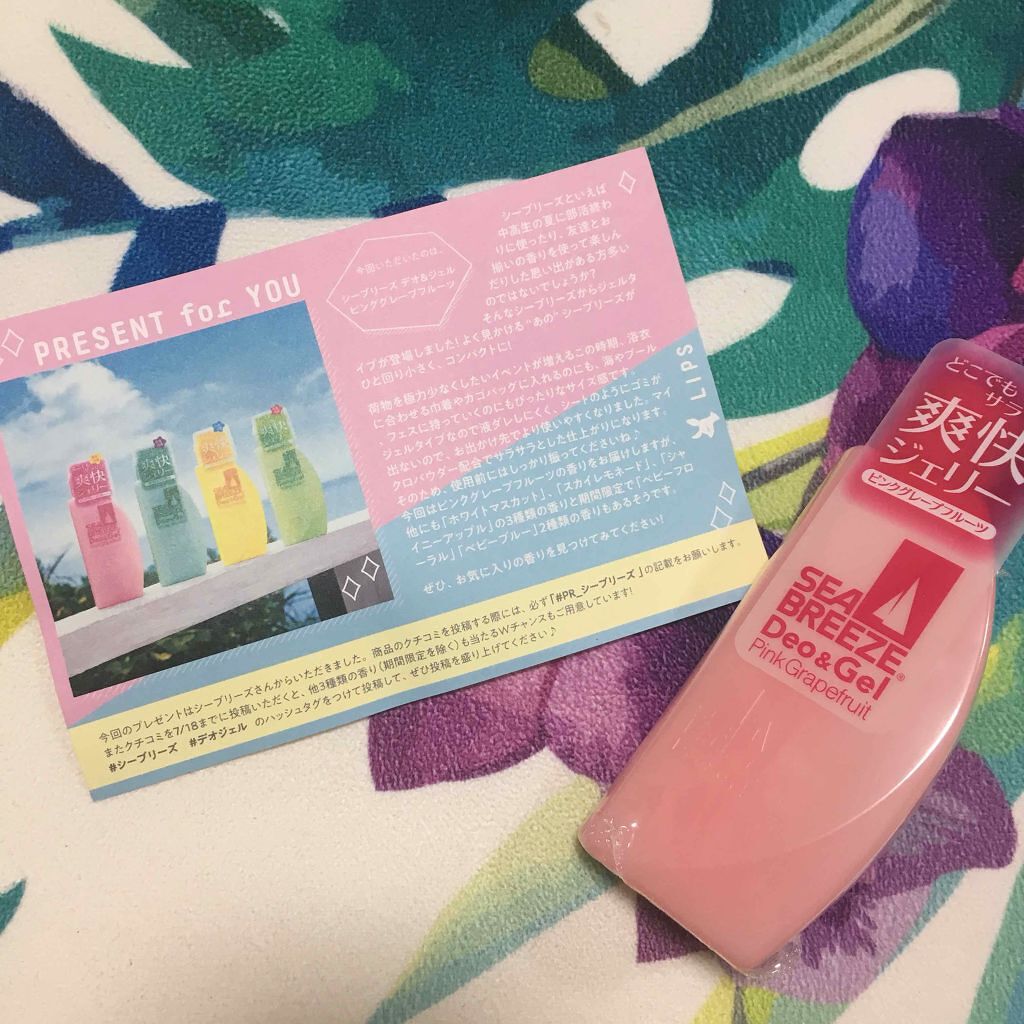 PRESENT for YOU
今回いただいたのは、
シーブリーズ デオ&ジェル
ピンクグレープフルーツ
シーブリーズといえば
中高生の夏に部活終わ
りに使ったり、友達とお
揃いの香りを使って楽しん
だりした思い出がある方多い
のではないでしょうか?
そんなシーブリーズからジェルタ
イプが登場しました!よく見かける"あの"シーブリーズが
ひと回り小さく、コンパクトに!
荷物を極力少なくしたいイベントが増えるこの時期、浴衣
に合わせる巾着やカゴバッグに入れるのにも、海やプール
、フェスに持っていくのにもぴったりなサイズ感です。
ジェルタイプなので液ダレしにくく、シートのようにゴミが
出ないので、お出かけ先でより使いやすくなりました。マイ
クロパウダー配合でサラサラとした仕上がりになります。
そのため、使用前にはしっかり振ってくださいね♪
今回はピンクグレープフルーツの香りをお届けしますが、
他にも「ホワイトマスカット」、「スカイレモネード」、「シャ
イニーアップル」の3種類の香りと期間限定で「ベビーフロ
ーラル」「ベビーブルー」2種類の香りもあるそうです。
ぜひ、お気に入りの香りを見つけてみてください!
LIPS
今回のプレゼントはシーブリーズさんからいただきました。商品のクチコミを投稿する際には、必ず「#PR_シーブリーズ」の記載をお願いします。
またクチコミを7/18までに投稿いただくと、他3種類の香り(期間限定を除く)も当たるWチャンスもご用意しています!
#シーブリーズ #デオジェル のハッシュタグをつけて投稿して、ぜひ投稿を盛り上げてください♪
爽快
ジェリー
どこでも
サラ
爽快
ジェリー
ピンクグレープフルーツ
SEA
BREEZE
Deo&Gel®
Pink Grapefruit